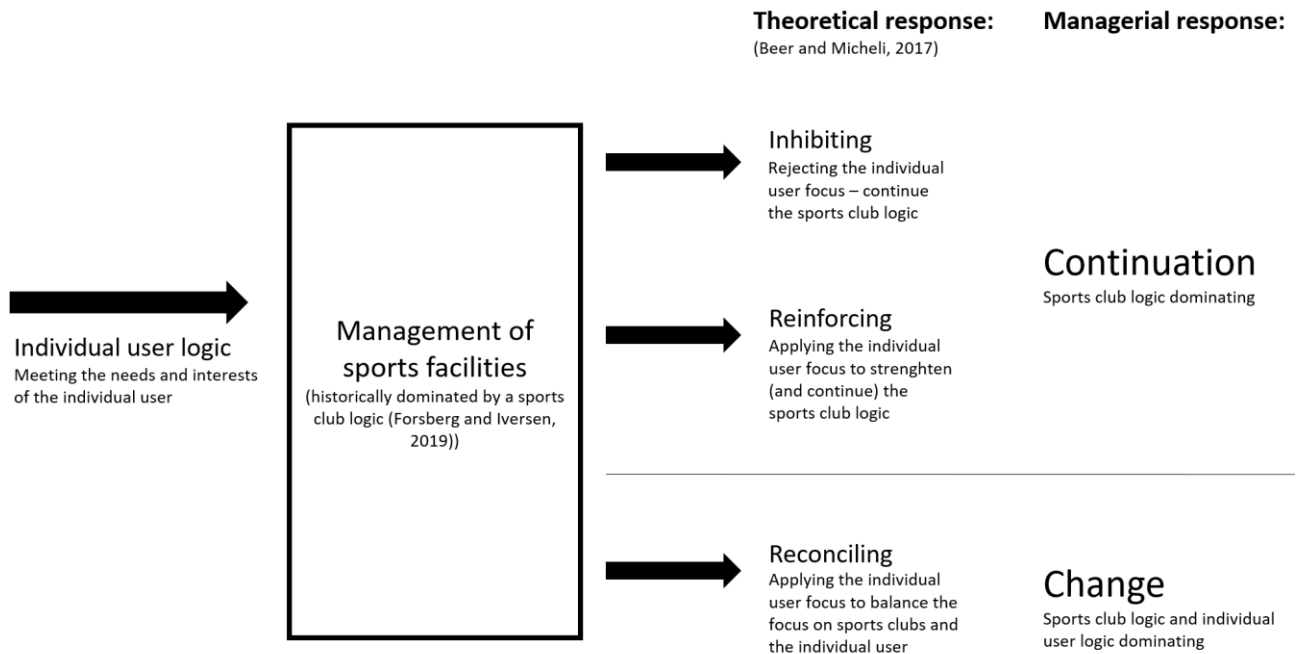 Theoretical response:
(Beer and Micheli, 2017)
Managerial response:
Individual user logic
Meeting the needs and interests
of the individual user
Management of
sports facilities
(historically dominated by a sports
club logic (Forsberg and Iversen,
2019))
Inhibiting
Rejecting the individual
user focus – continue
the sports club logic
Reinforcing
Applying the individual
user focus to strenghten
(and continue) the
sports club logic
Continuation
Sports club logic dominating
Reconciling
Applying the individual
user focus to balance the
focus on sports clubs and
the individual user
Change
Sports club logic and individual
user logic dominating